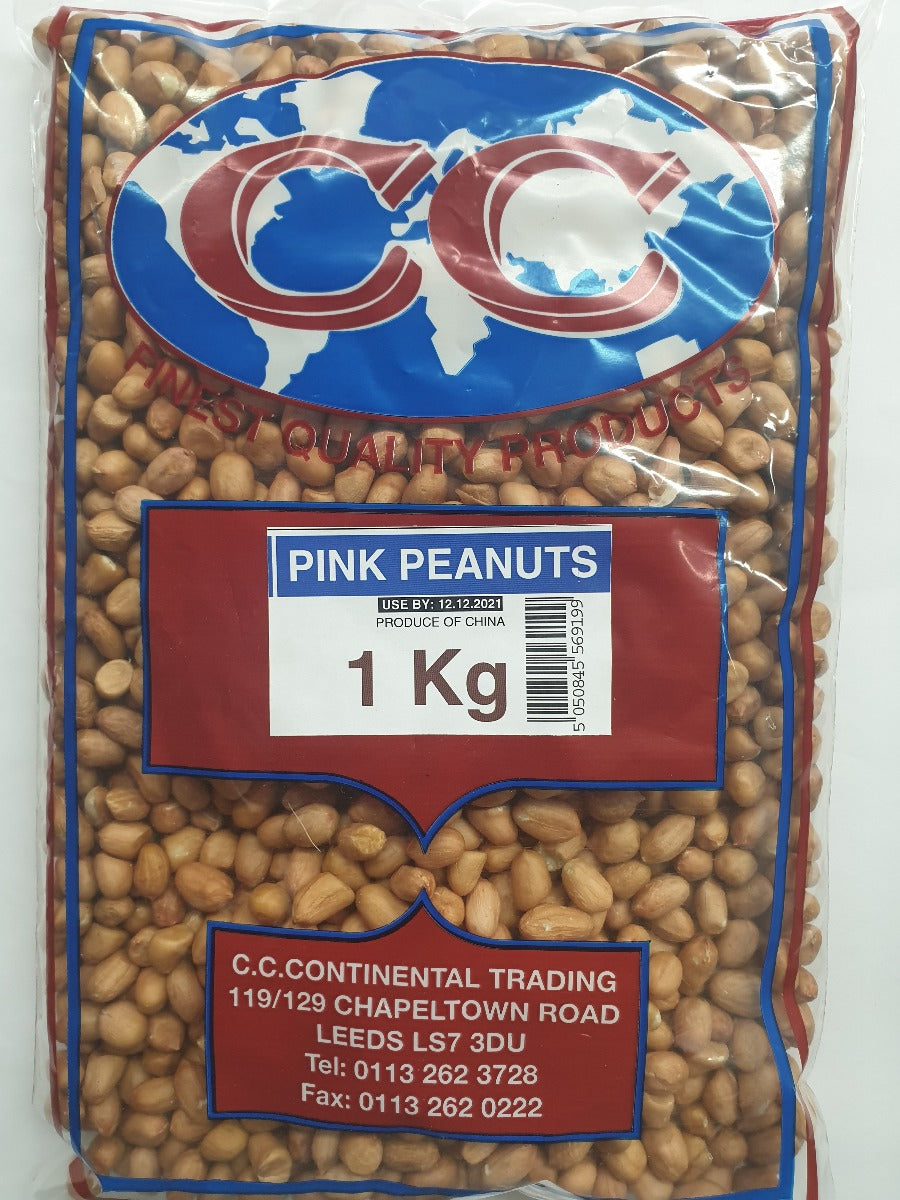 CC
FINEST QUALITY PRODUCTS
PINK PEANUTS
USE BY: 12.12.2021
PRODUCE OF CHINA
1 Kg
5 050845 569199
C.C.CONTINENTAL TRADING
119/129 CHAPELTOWN ROAD
LEEDS LS7 3DU
Tel: 0113 262 3728
Fax: 0113 262 0222